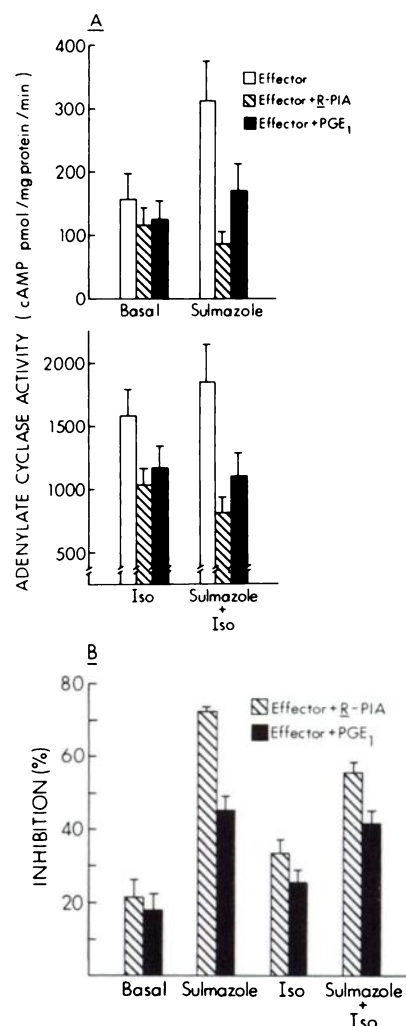 A
400
300
200
100
0
Effector
Effector + R-PIA
Effector + PGE1
Basal Sulmazole
ADENYLATE CYCLASE ACTIVITY ( cAMP pmol /mg protein /min )
2000
1500
1000
500
Iso Sulmazole
+
Iso
B
80
60
40
20
INHIBITION (%)
Effector + R-PIA
Effector + PGE1
Basal Sulmazole Iso Sulmazole
+
Iso